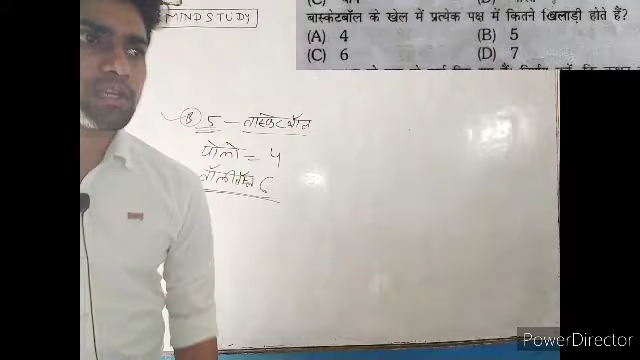 MIND STUDY
बास्केटबॉल के खेल में प्रत्येक पक्ष में कितने खिलाड़ी होते हैं?
(A) 4 (B) 5
(C) 6 (D) 7
(B) 5 - बास्केटबॉल
पोलो = 4
वॉलीबॉल 6
PowerDirector